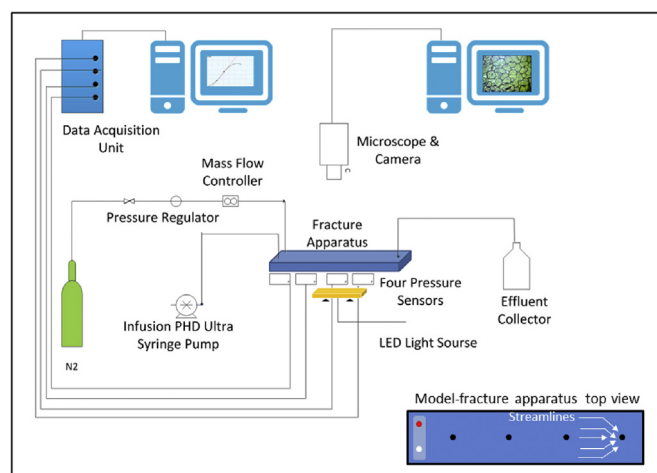 Data Acquisition
Unit
Microscope &
Camera
Mass Flow
Controller
Pressure Regulator
Fracture
Apparatus
Four Pressure
Sensors
Effluent
Collector
Infusion PHD Ultra
Syringe Pump
LED Light Sourse
N2
Model-fracture apparatus top view
Streamlines